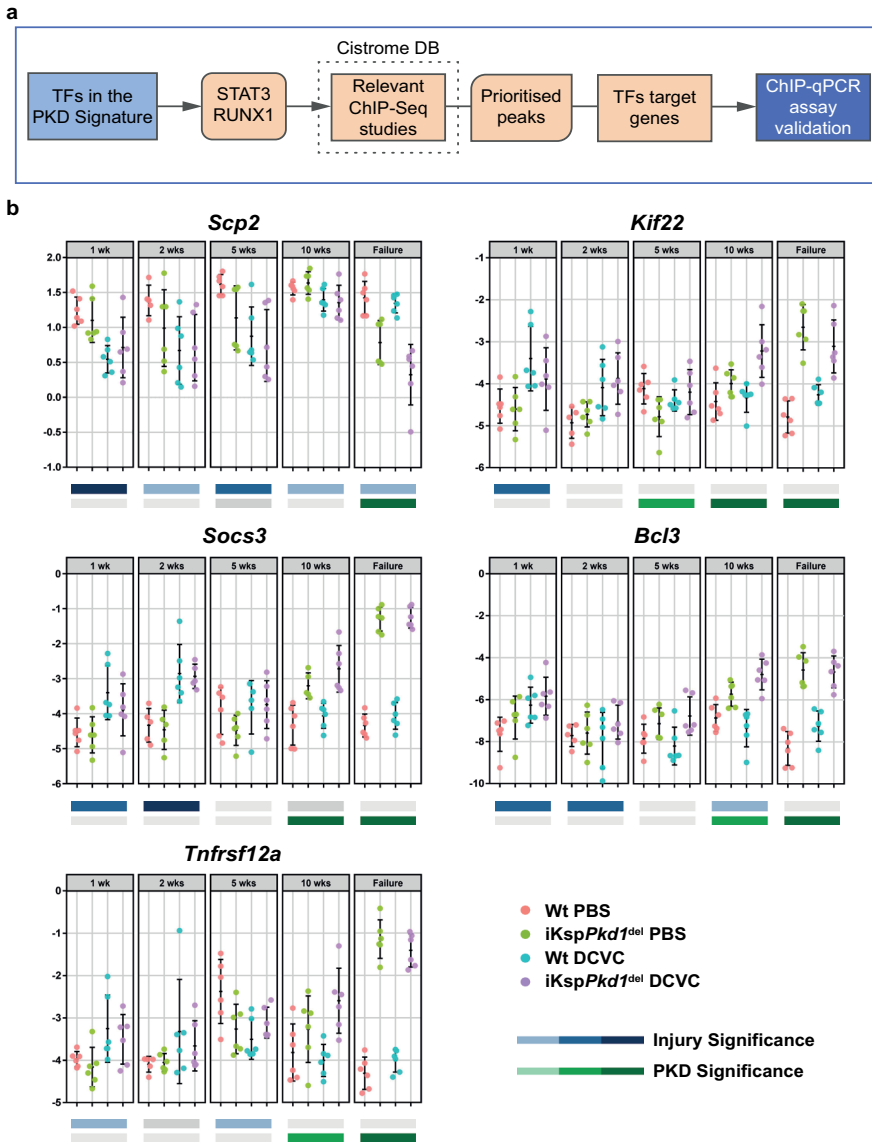 a
Cistrome DB
TFs in the
PKD Signature
STAT3
RUNX1
Relevant
ChIP-Seq
studies
Prioritised
peaks
TFs target
genes
ChIP-qPCR
assay
validation
b
Scp2
1 wk
2 wks
5 wks
10 wks
Failure
2.0
1.5
1.0
0.5
0.0
-0.5
-1.0
Kif22
1 wk
2 wks
5 wks
10 wks
Failure
-1
-2
-3
-4
-5
-6
Socs3
1 wk
2 wks
5 wks
10 wks
Failure
0
-1
-2
-3
-4
-5
-6
Bcl3
1 wk
2 wks
5 wks
10 wks
Failure
0
-2
-4
-6
-8
-10
Tnfrsf12a
1 wk
2 wks
5 wks
10 wks
Failure
0
-1
-2
-3
-4
-5
Wt PBS
iKspPkd1del PBS
Wt DCVC
iKspPkd1del DCVC
Injury Significance
PKD Significance